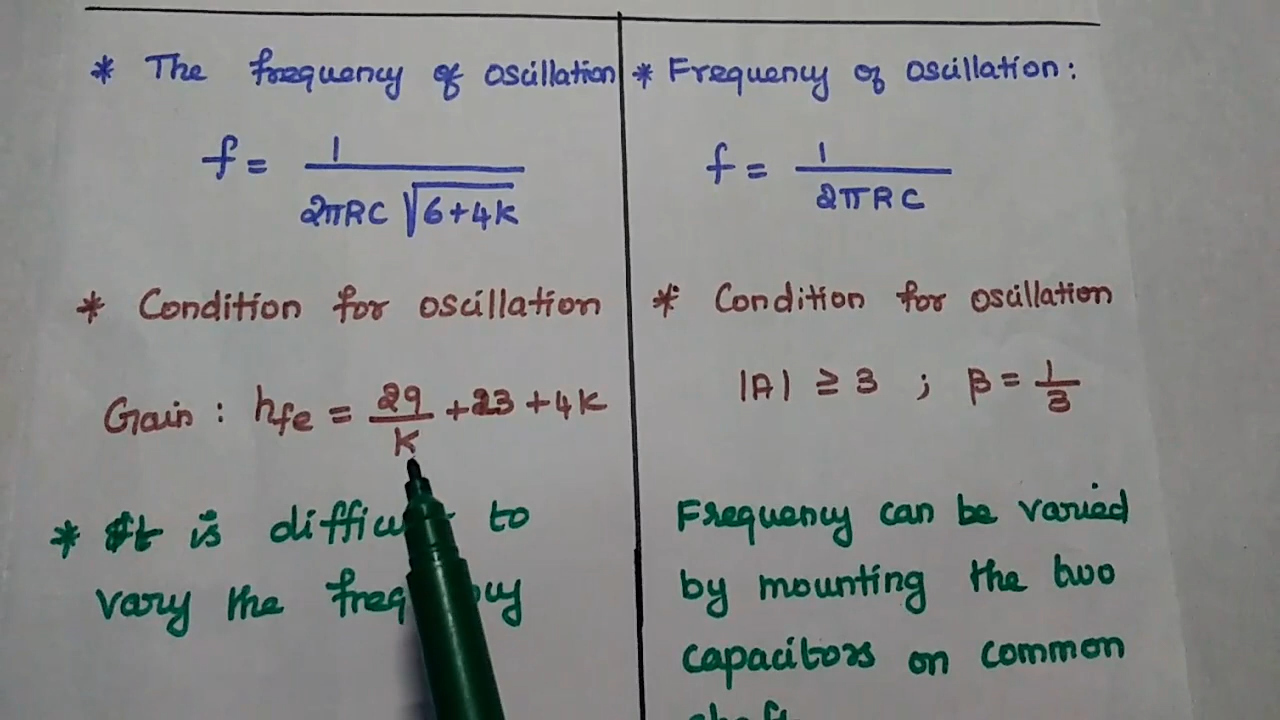 * The frequency of oscillation
f = 1 / 2πRC √6+4k
* Condition for oscillation
Gain : hfe = 29/k + 23 + 4k
* It is to
vary the
* Frequency of oscillation :
f = 1 / 2πRC
* Condition for oscillation
|A| ≥ 3 ; β = 1/3
Frequency can be varied
by mounting the two
capacitors on common